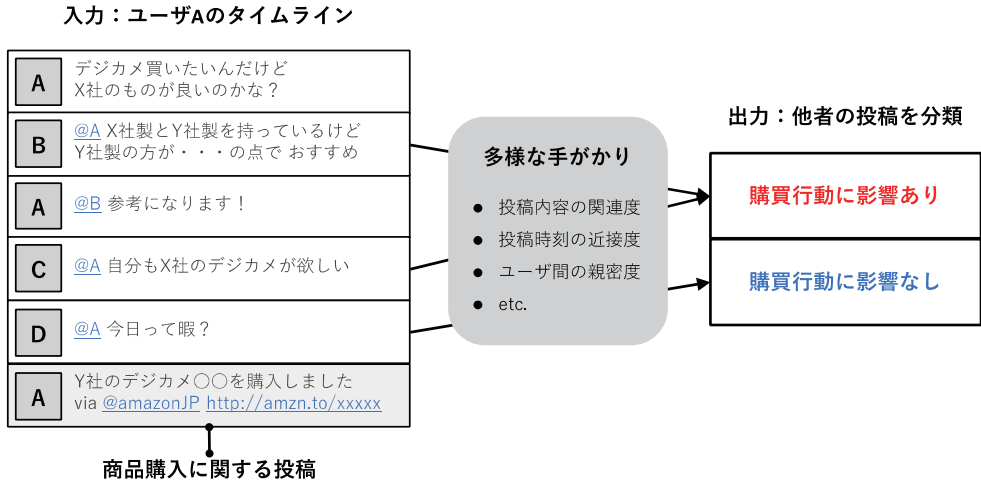 入力：ユーザAのタイムライン
A
デジカメ買いたいんだけど
X社のものが良いのかな？
B
@A X社製とY社製を持っているけど
Y社製の方が・・・の点で おすすめ
A
@B 参考になります！
C
@A 自分もX社のデジカメが欲しい
D
@A 今日って暇？
A
Y社のデジカメ〇〇を購入しました
via @amazonJP http://amzn.to/xxxxx
商品購入に関する投稿
多様な手がかり
● 投稿内容の関連度
● 投稿時刻の近接度
● ユーザ間の親密度
● etc.
出力：他者の投稿を分類
購買行動に影響あり
購買行動に影響なし